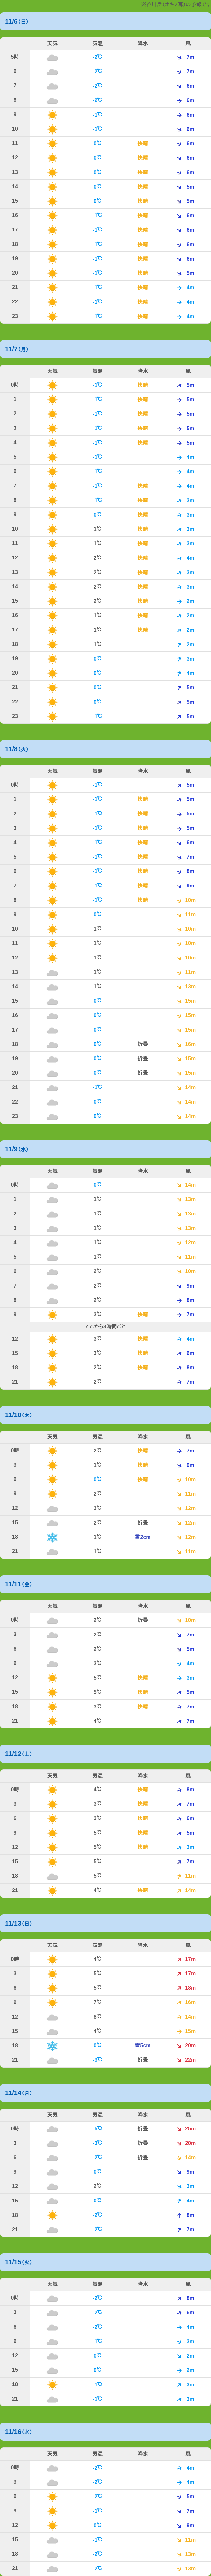 11/6（日）
天気 気温 降水 風
5時 -2℃ 7m
6 -2℃ 7m
7 -2℃ 6m
8 -2℃ 6m
9 -1℃ 6m
10 -1℃ 6m
11 0℃ 快晴 6m
12 0℃ 快晴 6m
13 0℃ 快晴 6m
14 0℃ 快晴 5m
15 0℃ 快晴 5m
16 -1℃ 快晴 6m
17 -1℃ 快晴 6m
18 -1℃ 快晴 6m
19 -1℃ 快晴 6m
20 -1℃ 快晴 5m
21 -1℃ 快晴 4m
22 -1℃ 快晴 4m
23 -1℃ 快晴 4m
11/7（月）
天気 気温 降水 風
0時 -1℃ 快晴 5m
1 -1℃ 快晴 5m
2 -1℃ 快晴 5m
3 -1℃ 快晴 5m
4 -1℃ 快晴 5m
5 -1℃ 4m
6 -1℃ 4m
7 -1℃ 快晴 4m
8 -1℃ 快晴 3m
9 0℃ 快晴 3m
10 1℃ 快晴 3m
11 1℃ 快晴 3m
12 2℃ 快晴 4m
13 2℃ 快晴 3m
14 2℃ 快晴 3m
15 2℃ 快晴 2m
16 1℃ 快晴 2m
17 1℃ 快晴 2m
18 1℃ 2m
19 0℃ 3m
20 0℃ 4m
21 0℃ 5m
22 0℃ 5m
23 -1℃ 5m
11/8（火）
天気 気温 降水 風
0時 -1℃ 5m
1 -1℃ 快晴 5m
2 -1℃ 快晴 5m
3 -1℃ 快晴 5m
4 -1℃ 快晴 6m
5 -1℃ 快晴 7m
6 -1℃ 快晴 8m
7 -1℃ 快晴 9m
8 -1℃ 快晴 10m
9 0℃ 11m
10 1℃ 10m
11 1℃ 10m
12 1℃ 10m
13 1℃ 11m
14 1℃ 13m
15 0℃ 15m
16 0℃ 15m
17 0℃ 15m
18 0℃ 折畳 16m
19 0℃ 折畳 15m
20 0℃ 折畳 15m
21 -1℃ 14m
22 0℃ 14m
23 0℃ 14m
11/9（水）
天気 気温 降水 風
0時 0℃ 14m
1 1℃ 13m
2 1℃ 13m
3 1℃ 13m
4 1℃ 12m
5 1℃ 11m
6 2℃ 10m
7 2℃ 9m
8 2℃ 8m
9 3℃ 快晴 7m
ここから3時間ごと
12 3℃ 快晴 4m
15 3℃ 快晴 6m
18 2℃ 快晴 8m
21 2℃ 7m
11/10（木）
天気 気温 降水 風
0時 2℃ 快晴 7m
3 1℃ 快晴 9m
6 0℃ 快晴 10m
9 2℃ 11m
12 3℃ 12m
15 2℃ 折畳 12m
18 1℃ 雪2cm 12m
21 1℃ 11m
11/11（金）
天気 気温 降水 風
0時 2℃ 折畳 10m
3 2℃ 7m
6 2℃ 5m
9 3℃ 4m
12 5℃ 快晴 3m
15 5℃ 快晴 5m
18 3℃ 快晴 7m
21 4℃ 7m
11/12（土）
天気 気温 降水 風
0時 4℃ 快晴 8m
3 3℃ 快晴 7m
6 3℃ 快晴 6m
9 5℃ 快晴 5m
12 5℃ 快晴 3m
15 5℃ 7m
18 5℃ 11m
21 4℃ 快晴 14m
11/13（日）
天気 気温 降水 風
0時 4℃ 17m
3 5℃ 17m
6 5℃ 18m
9 7℃ 16m
12 8℃ 14m
15 4℃ 15m
18 0℃ 雪5cm 20m
21 -3℃ 折畳 22m
11/14（月）
天気 気温 降水 風
0時 -5℃ 折畳 25m
3 -3℃ 折畳 20m
6 -2℃ 折畳 14m
9 0℃ 9m
12 2℃ 3m
15 0℃ 4m
18 -2℃ 8m
21 -2℃ 7m
11/15（火）
天気 気温 降水 風
0時 -2℃ 8m
3 -2℃ 6m
6 -2℃ 4m
9 -1℃ 3m
12 0℃ 2m
15 0℃ 2m
18 -1℃ 3m
21 -1℃ 3m
11/16（水）
天気 気温 降水 風
0時 -2℃ 4m
3 -2℃ 4m
6 -2℃ 5m
9 -1℃ 7m
12 0℃ 9m
15 -1℃ 11m
18 -2℃ 13m
21 -2℃ 13m